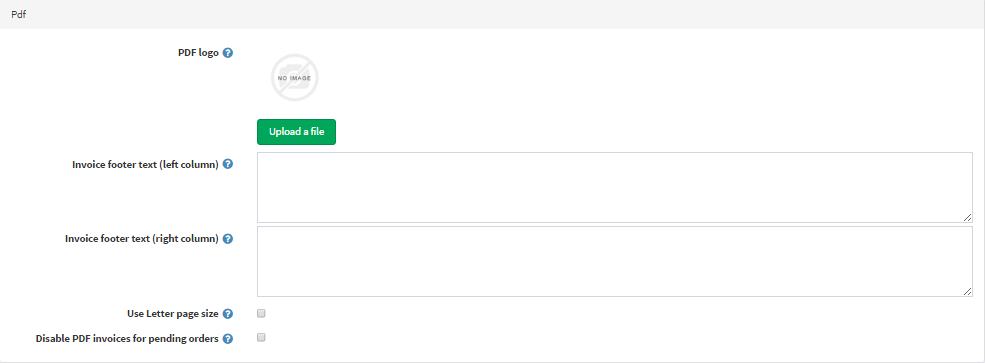 Pdf
PDF logo ?
NO IMAGE
Upload a file
Invoice footer text (left column) ?
Invoice footer text (right column) ?
Use Letter page size ?
Disable PDF invoices for pending orders ?